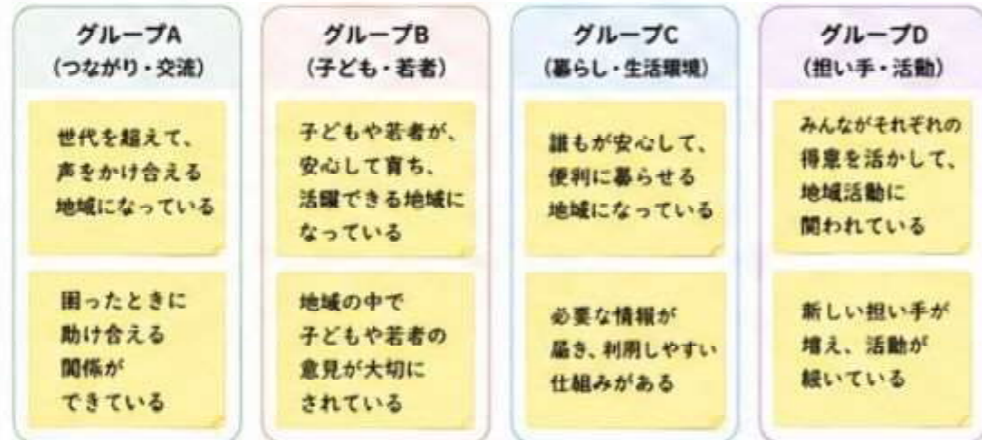 グループA
(つながり・交流)
世代を超えて、
声をかけ合える
地域になっている
困ったときに
助け合える
関係が
できている
グループB
(子ども・若者)
子どもや若者が、
安心して育ち、
活躍できる地域に
なっている
地域の中で
子どもや若者の
意見が大切に
されている
グループC
(暮らし・生活環境)
誰もが安心して、
便利に暮らせる
地域になっている
必要な情報が
届き、利用しやすい
仕組みがある
グループD
(担い手・活動)
みんながそれぞれの
得意を活かして、
地域活動に
関われている
新しい担い手が
増え、活動が
続いている